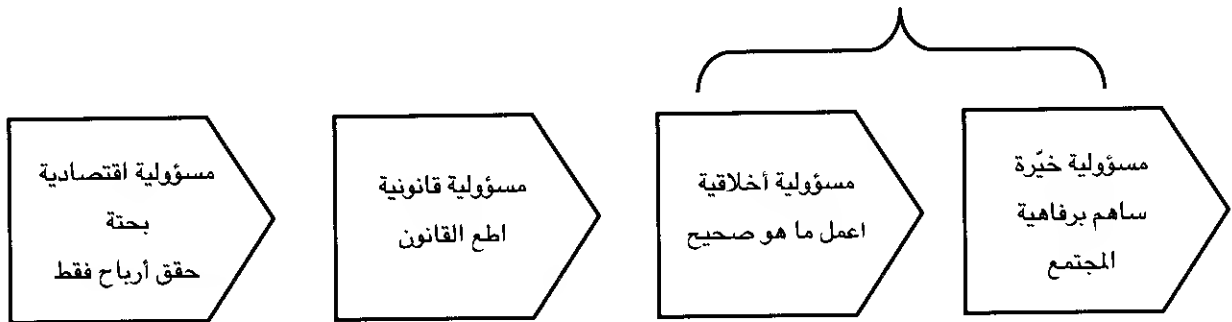 مسؤولية اقتصادية
بحتة
حقق أرباح فقط
مسؤولية قانونية
اطع القانون
مسؤولية أخلاقية
اعمل ما هو صحيح
مسؤولية خيّرة
ساهم برفاهية
المجتمع